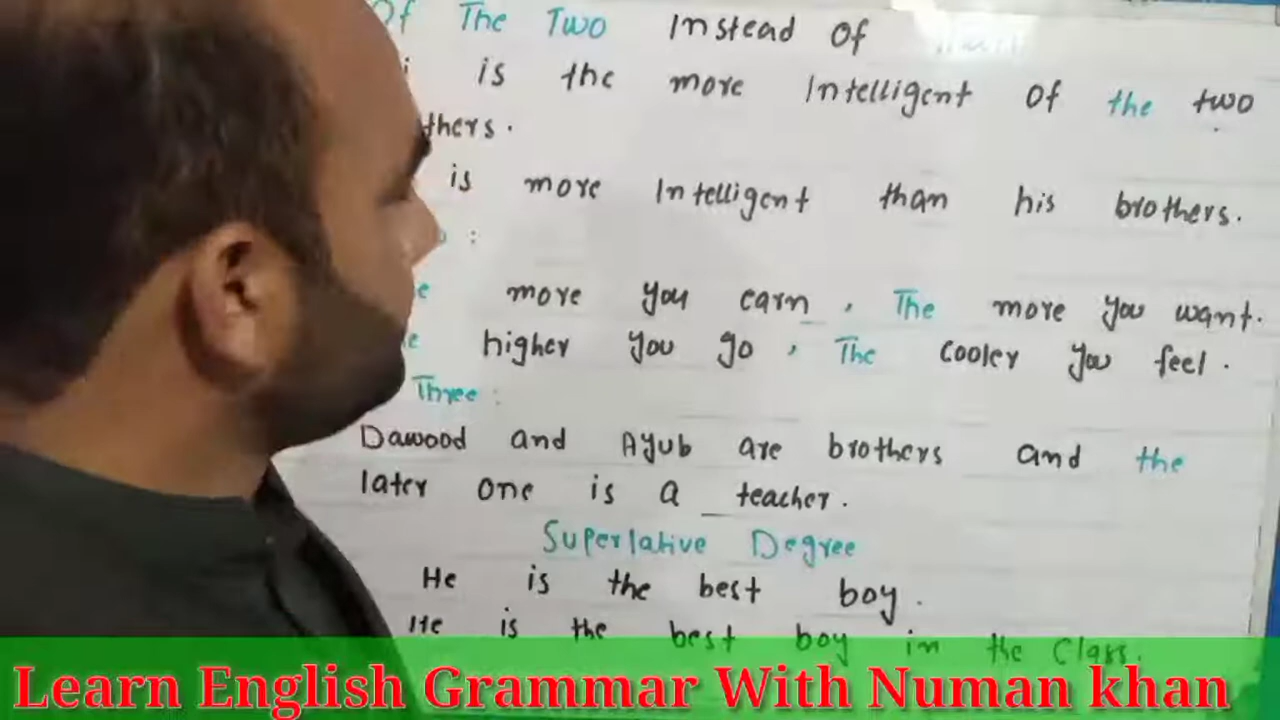 Of The Two Instead Of
is the more Intelligent Of the two
thers.
is more Intelligent than his brothers.
:
more you earn, The more you want.
higher you go, The cooler you feel.
Three:
Dawood and Ayub are brothers and the
later one is a _ teacher.
Superlative Degree
He is the best boy.
He is the best boy in the Class.
Learn English Grammar With Numan khan